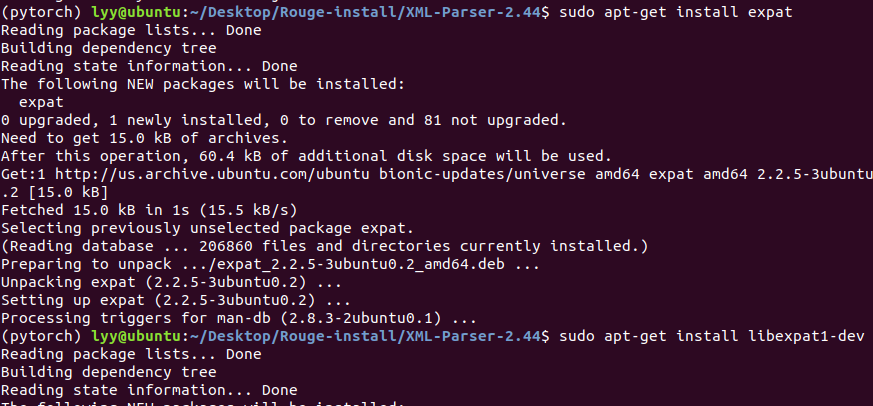 (pytorch) lyy@ubuntu:~/Desktop/Rouge-install/XML-Parser-2.44$ sudo apt-get install expat
Reading package lists... Done
Building dependency tree
Reading state information... Done
The following NEW packages will be installed:
  expat
0 upgraded, 1 newly installed, 0 to remove and 81 not upgraded.
Need to get 15.0 kB of archives.
After this operation, 60.4 kB of additional disk space will be used.
Get:1 http://us.archive.ubuntu.com/ubuntu bionic-updates/universe amd64 expat amd64 2.2.5-3ubuntu
.2 [15.0 kB]
Fetched 15.0 kB in 1s (15.5 kB/s)
Selecting previously unselected package expat.
(Reading database ... 206860 files and directories currently installed.)
Preparing to unpack .../expat_2.2.5-3ubuntu0.2_amd64.deb ...
Unpacking expat (2.2.5-3ubuntu0.2) ...
Setting up expat (2.2.5-3ubuntu0.2) ...
Processing triggers for man-db (2.8.3-2ubuntu0.1) ...
(pytorch) lyy@ubuntu:~/Desktop/Rouge-install/XML-Parser-2.44$ sudo apt-get install libexpat1-dev
Reading package lists... Done
Building dependency tree
Reading state information... Done
The following NEW packages will be installed: